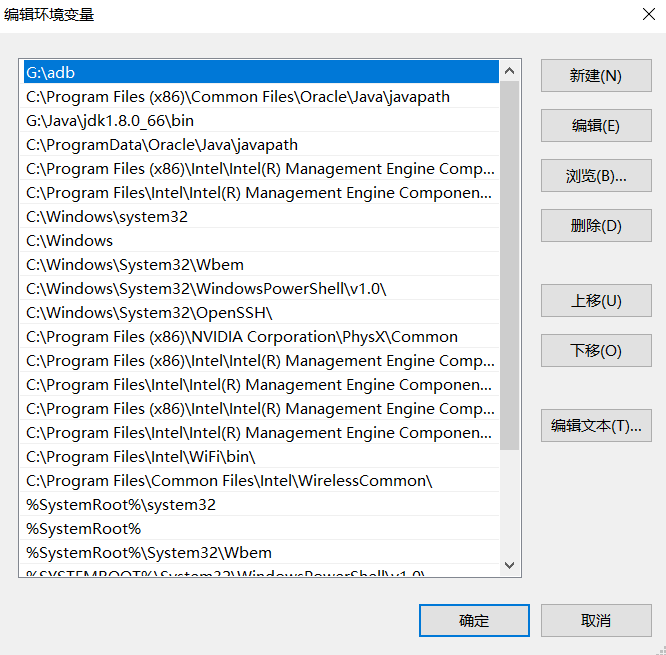 编辑环境变量
G:\adb
C:\Program Files (x86)\Common Files\Oracle\Java\javapath
G:\Java\jdk1.8.0_66\bin
C:\ProgramData\Oracle\Java\javapath
C:\Program Files (x86)\Intel\Intel(R) Management Engine Comp...
C:\Program Files\Intel\Intel(R) Management Engine Componen...
C:\Windows\system32
C:\Windows
C:\Windows\System32\Wbem
C:\Windows\System32\WindowsPowerShell\v1.0\
C:\Windows\System32\OpenSSH\
C:\Program Files (x86)\NVIDIA Corporation\PhysX\Common
C:\Program Files (x86)\Intel\Intel(R) Management Engine Comp...
C:\Program Files\Intel\Intel(R) Management Engine Componen...
C:\Program Files (x86)\Intel\Intel(R) Management Engine Comp...
C:\Program Files\Intel\Intel(R) Management Engine Componen...
C:\Program Files\Intel\WiFi\bin\
C:\Program Files\Common Files\Intel\WirelessCommon\
%SystemRoot%\system32
%SystemRoot%
%SystemRoot%\System32\Wbem
%SYSTEMROOT%\System32\WindowsPowerShell\v1.0\
新建(N)
编辑(E)
浏览(B)...
删除(D)
上移(U)
下移(O)
编辑文本(T)...
确定
取消